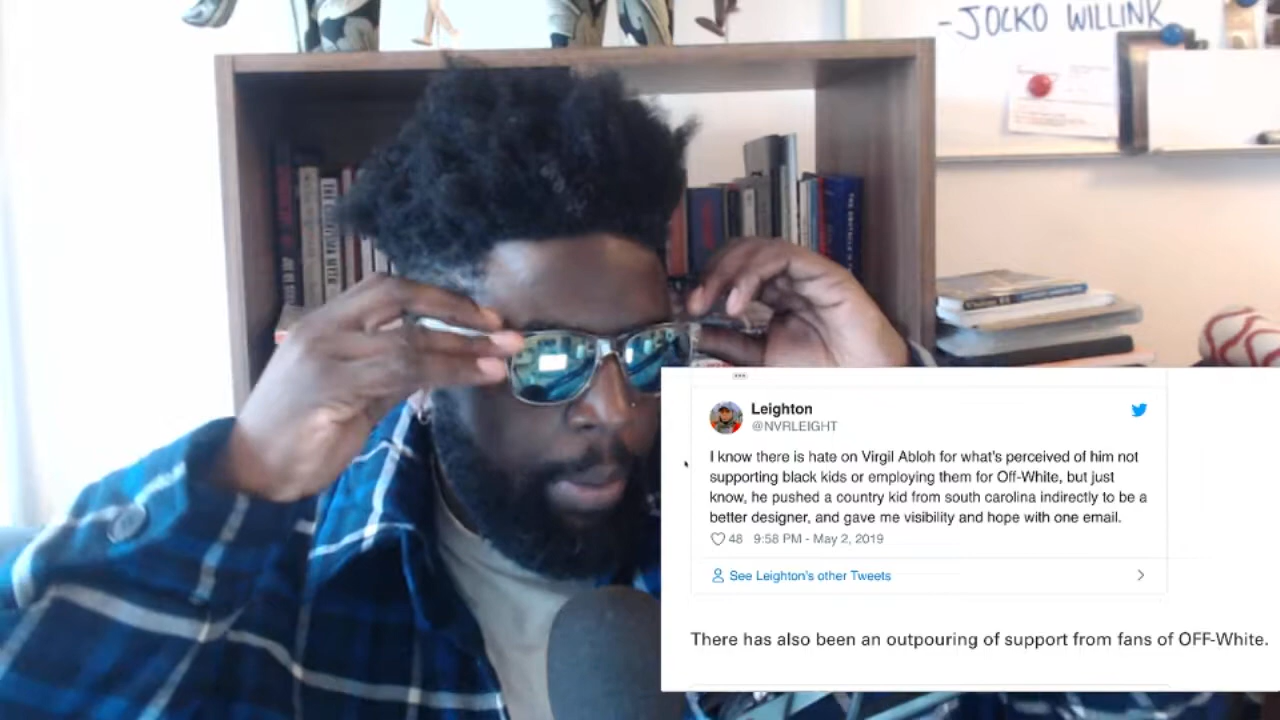 -JOCKO WILLINK
Leighton
@NVRLEIGHT
I know there is hate on Virgil Abloh for what's perceived of him not
supporting black kids or employing them for Off-White, but just
know, he pushed a country kid from south carolina indirectly to be a
better designer, and gave me visibility and hope with one email.
48 9:58 PM - May 2, 2019
See Leighton's other Tweets
There has also been an outpouring of support from fans of OFF-White.